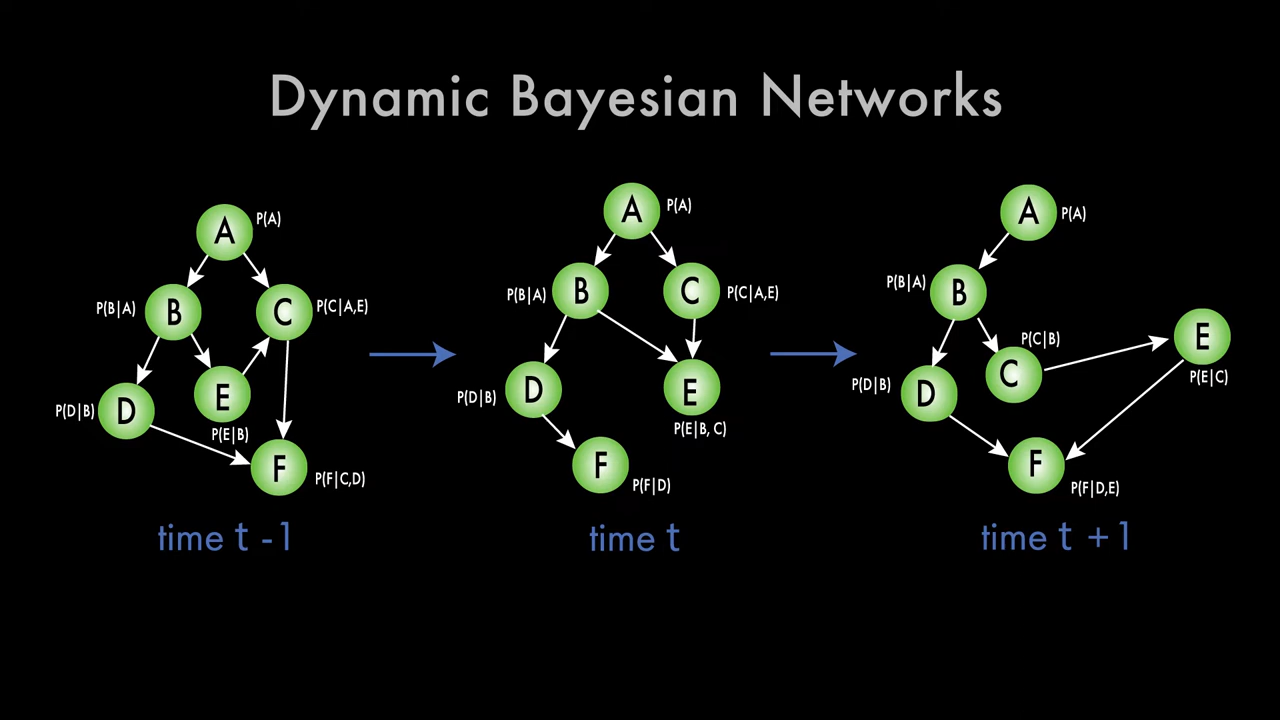 Dynamic Bayesian Networks
A
P(A)
B
P(B|A)
C
P(C|A,E)
D
P(D|B)
E
P(E|B)
F
P(F|C,D)
time t -1
A
P(A)
B
P(B|A)
C
P(C|A,E)
D
P(D|B)
E
P(E|B, C)
F
P(F|D)
time t
A
P(A)
B
P(B|A)
C
P(C|B)
E
P(E|C)
D
P(D|B)
F
P(F|D,E)
time t +1